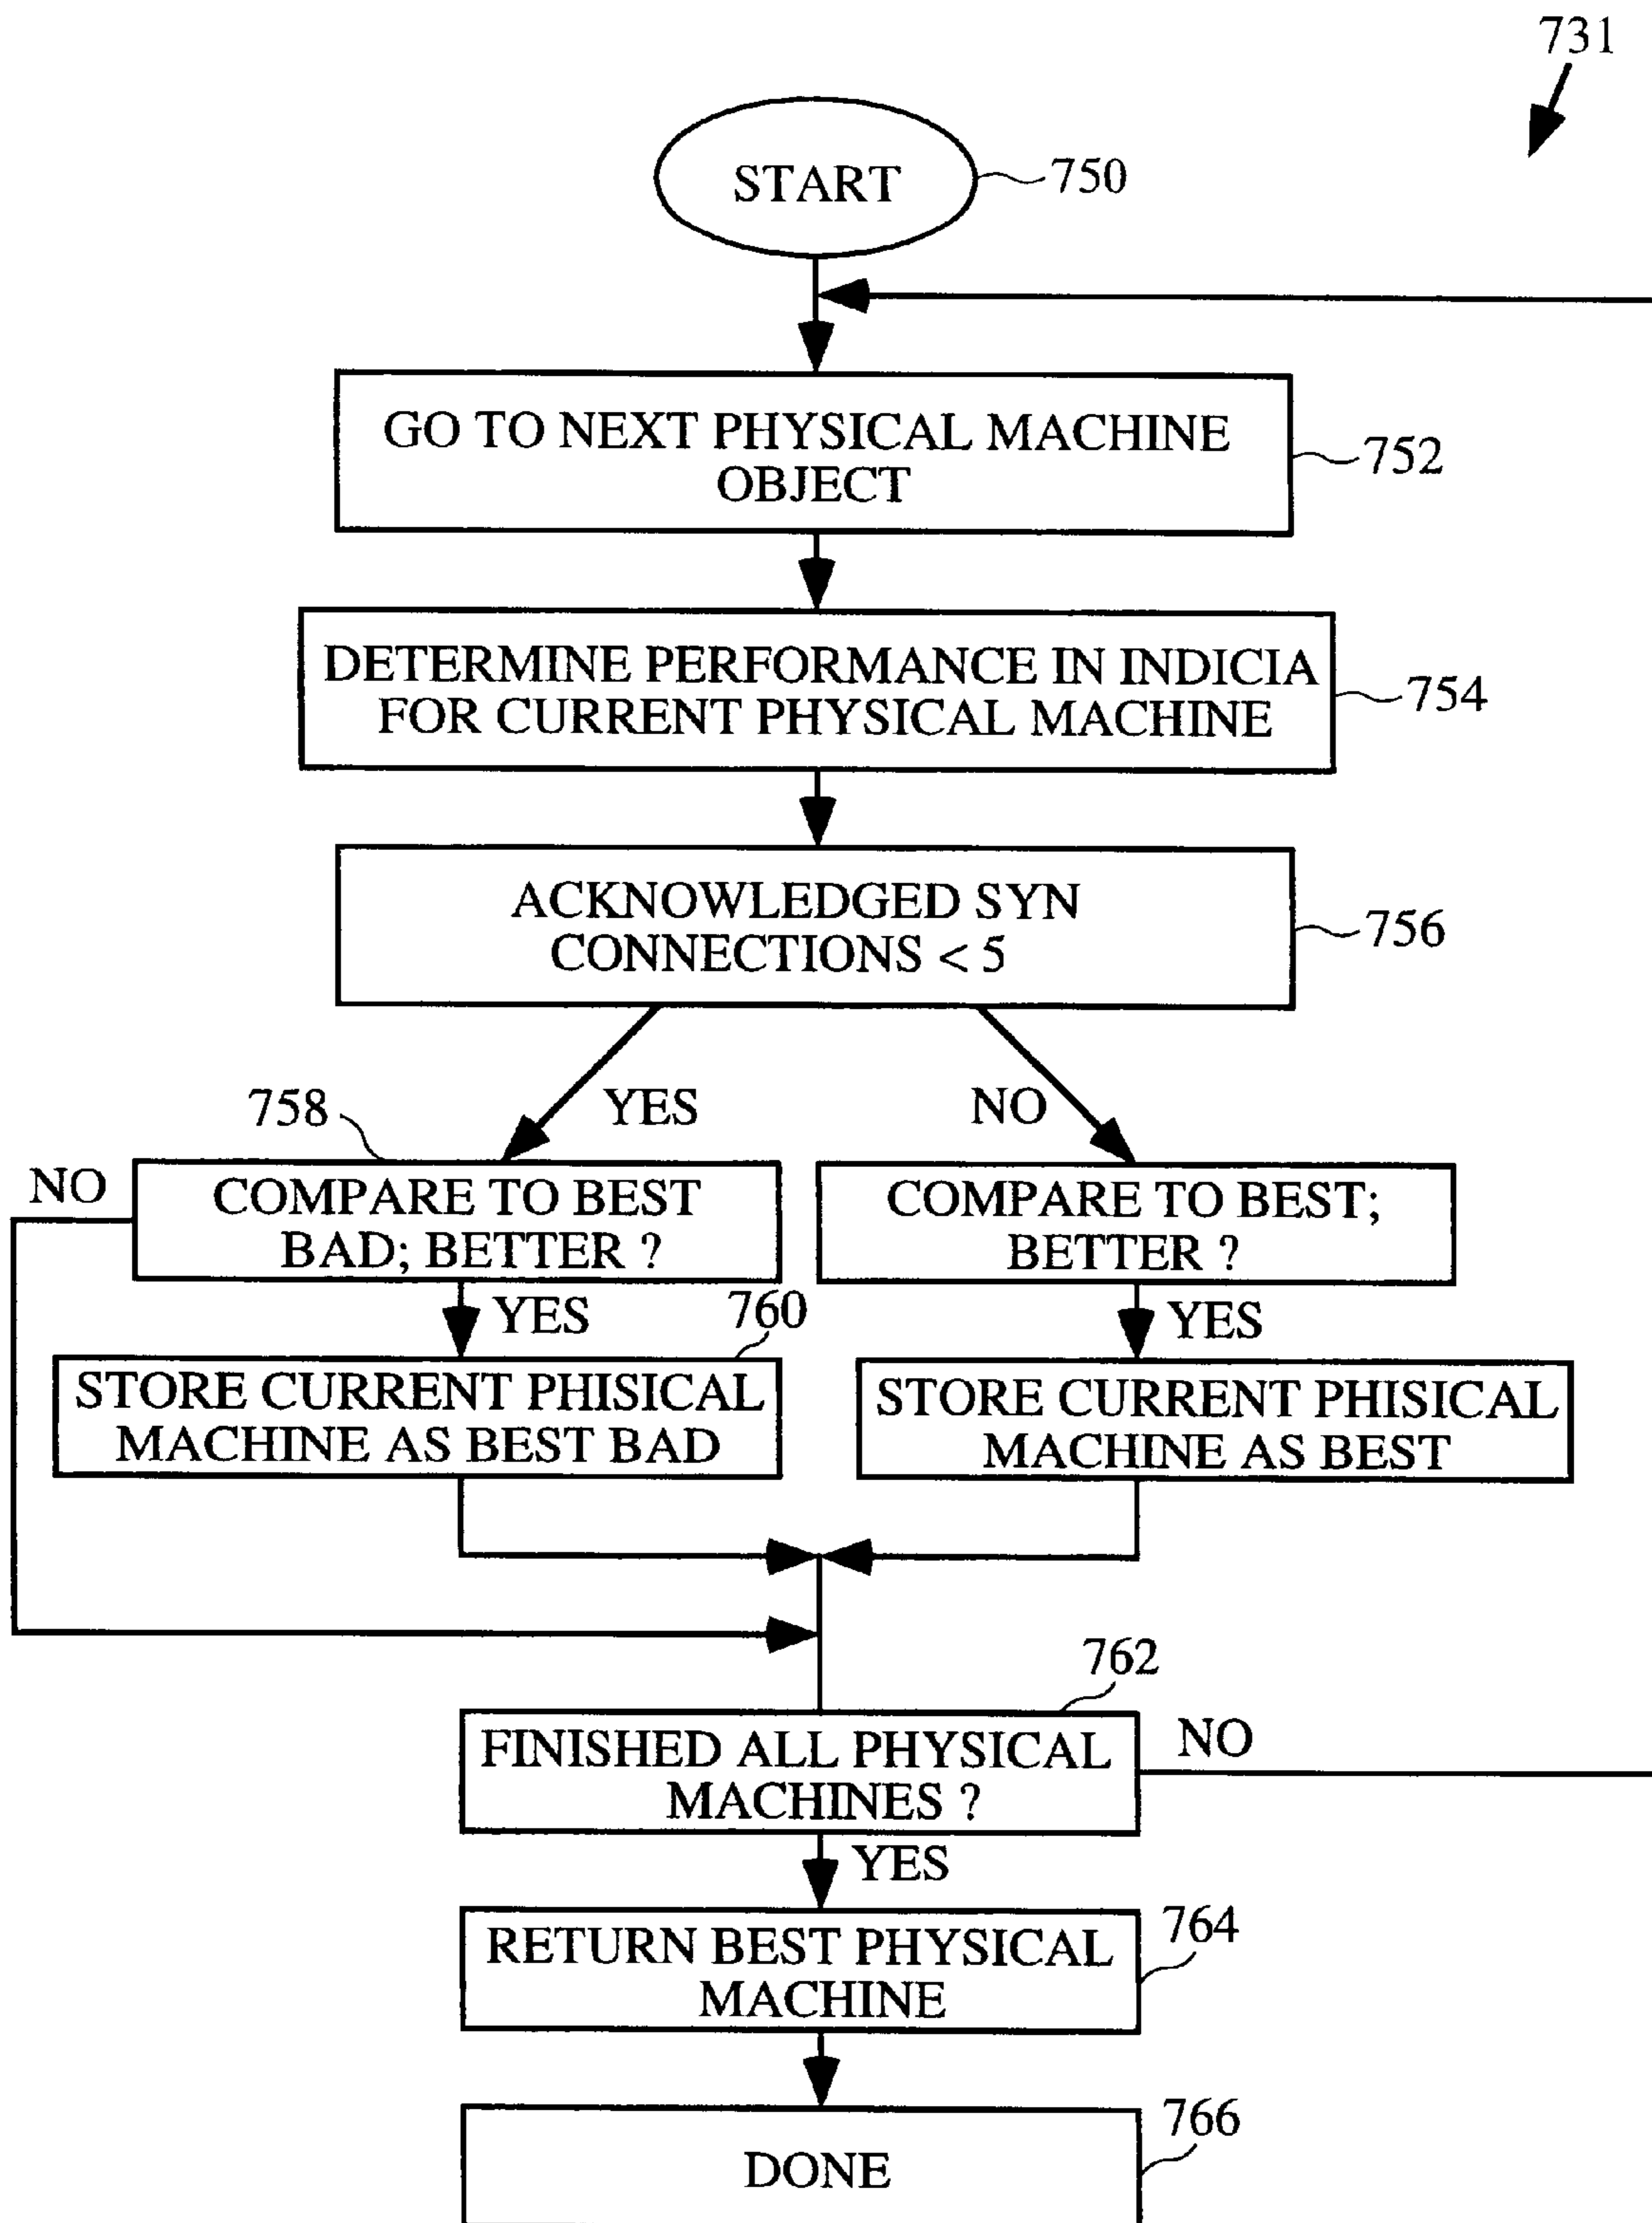 731
START
750
GO TO NEXT PHYSICAL MACHINE
OBJECT
752
DETERMINE PERFORMANCE IN INDICIA
FOR CURRENT PHYSICAL MACHINE
754
ACKNOWLEDGED SYN
CONNECTIONS < 5
756
YES
NO
758
NO
COMPARE TO BEST
BAD; BETTER ?
COMPARE TO BEST;
BETTER ?
YES
760
YES
STORE CURRENT PHISICAL
MACHINE AS BEST BAD
STORE CURRENT PHISICAL
MACHINE AS BEST
762
FINISHED ALL PHYSICAL
MACHINES ?
NO
YES
RETURN BEST PHYSICAL
MACHINE
764
DONE
766